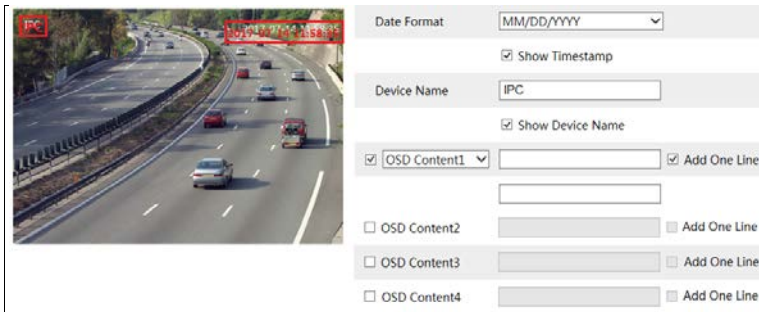 IPC
Date Format MM/DD/YYYY
Show Timestamp
Device Name IPC
Show Device Name
OSD Content1 Add One Line
OSD Content2 Add One Line
OSD Content3 Add One Line
OSD Content4 Add One Line